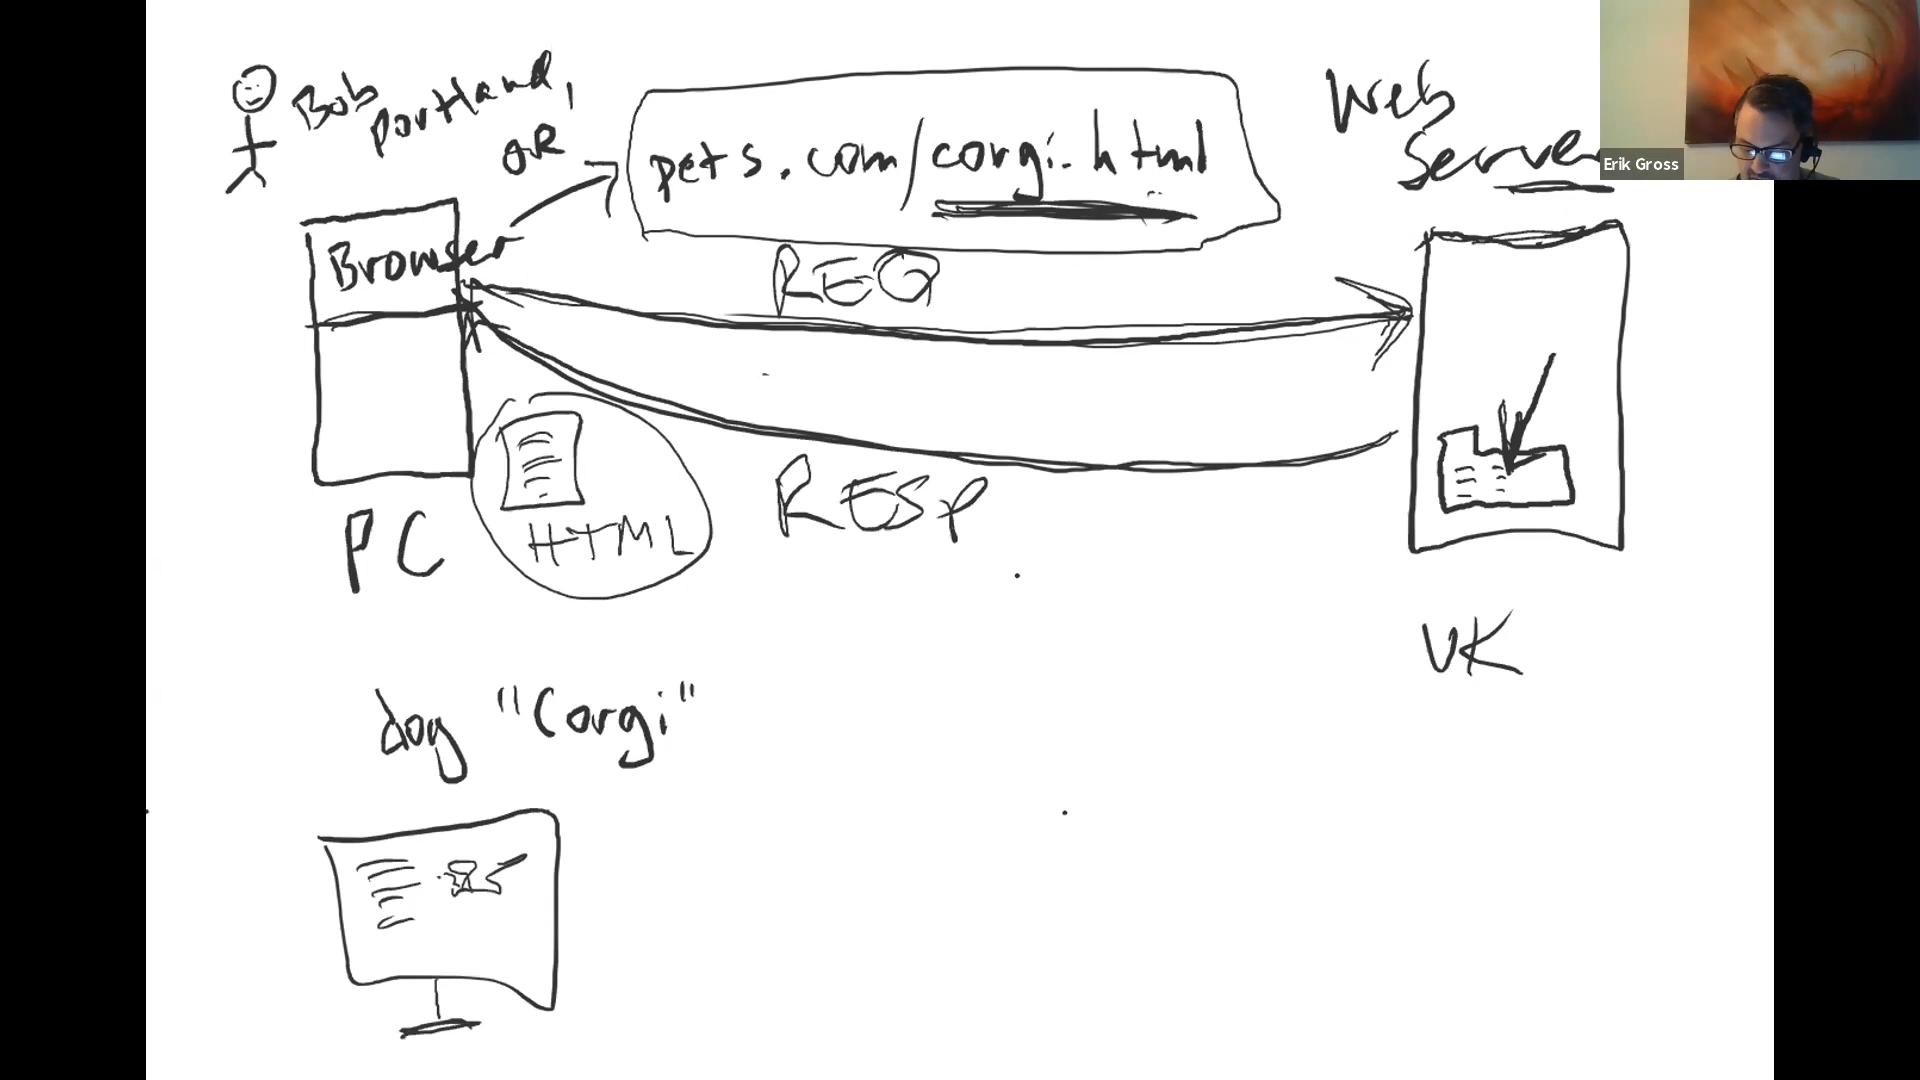 Bob
Portland,
OR
pets.com/corgi.html
Web
Server
Erik Gross
Browser
REQ
RESP
HTML
PC
UK
dog "Corgi"